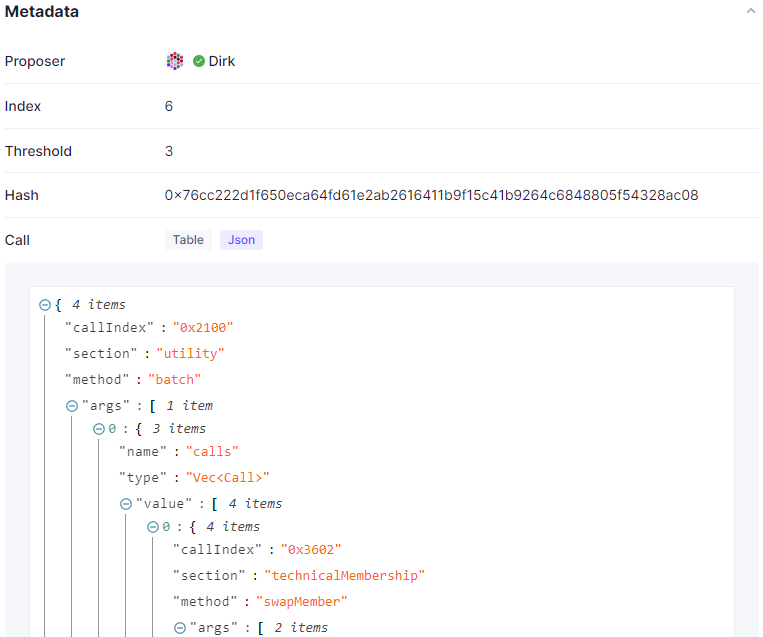 Metadata
Proposer Dirk
Index 6
Threshold 3
Hash 0x76cc222d1f650eca64fd61e2ab2616411b9f15c41b9264c6848805f54328ac08
Call Table Json
{ 4 items
"callIndex" : "0x2100"
"section" : "utility"
"method" : "batch"
"args" : [ 1 item
0 : { 3 items
"name" : "calls"
"type" : "Vec<Call>"
"value" : [ 4 items
0 : { 4 items
"callIndex" : "0x3602"
"section" : "technicalMembership"
"method" : "swapMember"
"args" : [ 2 items